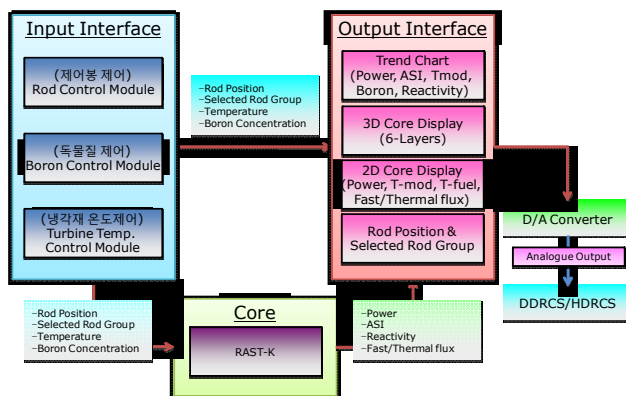 Input Interface
(제어봉 제어)
Rod Control Module
(독물질 제어)
Boron Control Module
(냉각재 온도제어)
Turbine Temp.
Control Module
-Rod Position
-Selected Rod Group
-Temperature
-Boron Concentration
Output Interface
Trend Chart
(Power, ASI, Tmod,
Boron, Reactivity)
3D Core Display
(6-Layers)
2D Core Display
(Power, T-mod, T-fuel,
Fast/Thermal flux)
Rod Position &
Selected Rod Group
D/A Converter
Analogue Output
DDRCS/HDRCS
-Rod Position
-Selected Rod Group
-Temperature
-Boron Concentration
Core
RAST-K
-Power
-ASI
-Reactivity
-Fast/Thermal flux